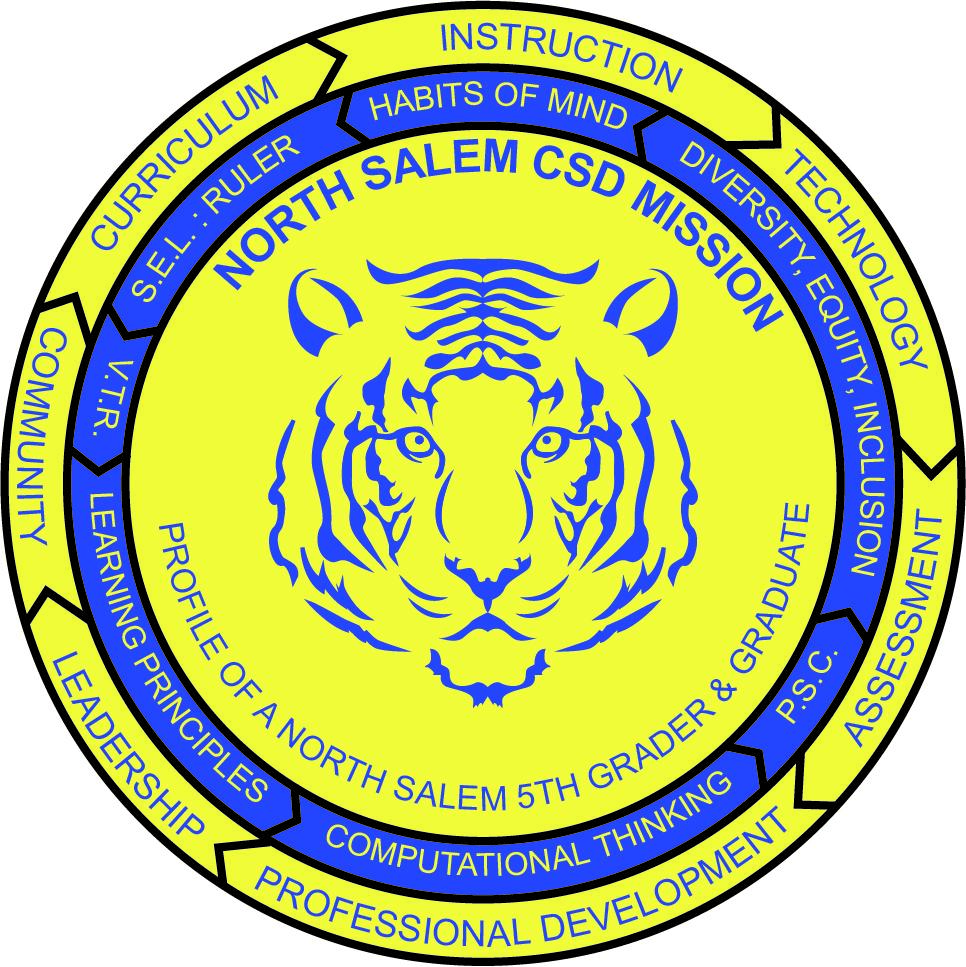 INSTRUCTION
TECHNOLOGY
ASSESSMENT
PROFESSIONAL DEVELOPMENT
LEADERSHIP
COMMUNITY
CURRICULUM
HABITS OF MIND
DIVERSITY, EQUITY, INCLUSION
P.S.C.
COMPUTATIONAL THINKING
LEARNING PRINCIPLES
V.T.R.
S.E.L. : RULER
NORTH SALEM CSD MISSION
PROFILE OF A NORTH SALEM 5TH GRADER & GRADUATE